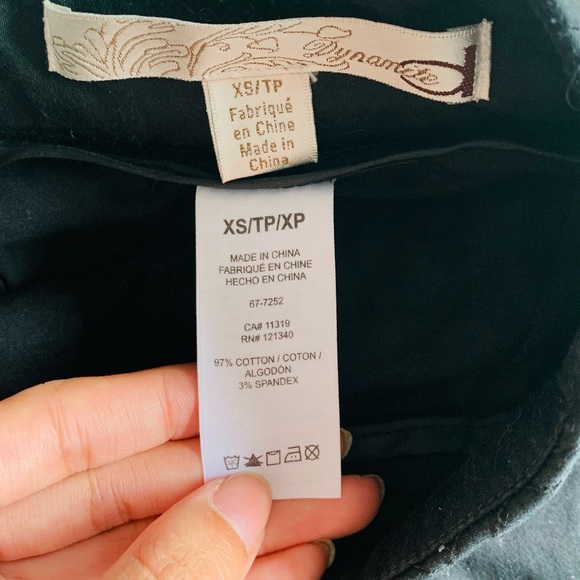 Dynamite
XS/TP
Fabriqué
en Chine
Made in
China
XS/TP/XP
MADE IN CHINA
FABRIQUÉ EN CHINE
HECHO EN CHINA
67-7252
CA# 11319
RN# 121340
97% COTTON / COTON /
ALGODÓN
3% SPANDEX